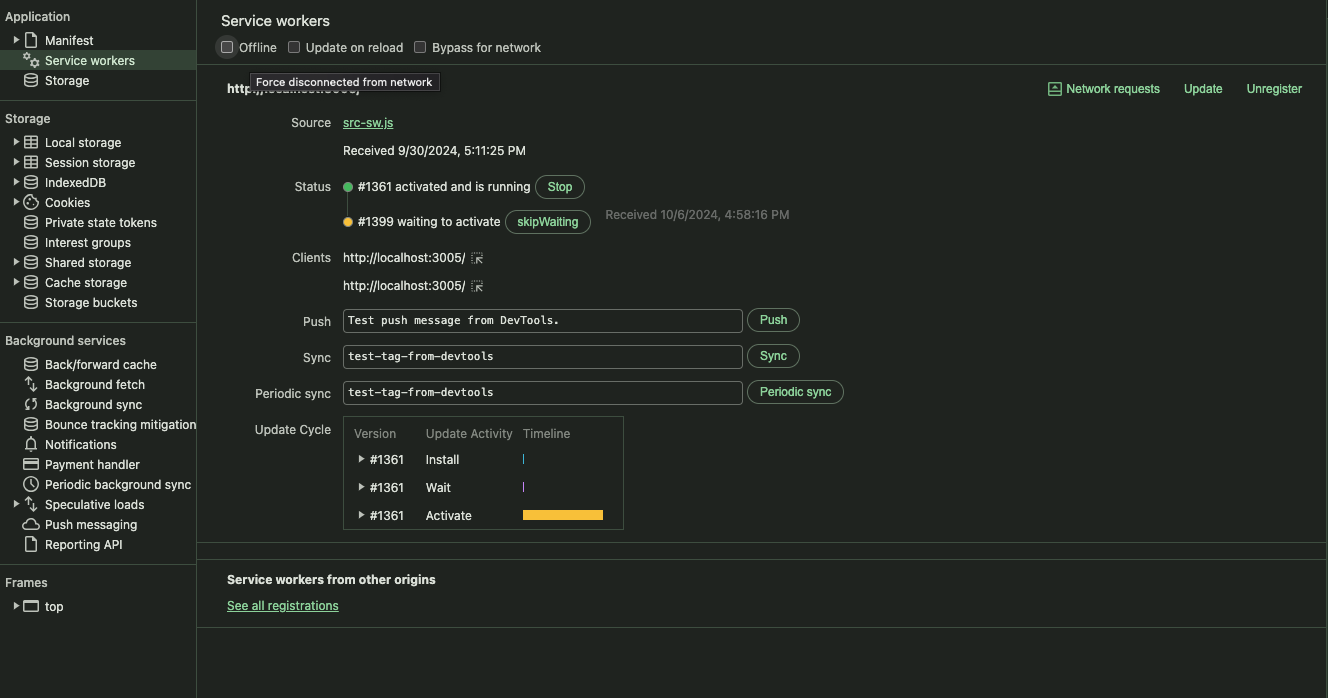 Application
Manifest
Service workers
Storage
Storage
Local storage
Session storage
IndexedDB
Cookies
Private state tokens
Interest groups
Shared storage
Cache storage
Storage buckets
Background services
Back/forward cache
Background fetch
Background sync
Bounce tracking mitigation
Notifications
Payment handler
Periodic background sync
Speculative loads
Push messaging
Reporting API
Frames
top
Service workers
Offline Update on reload Bypass for network
Force disconnected from network
Network requests Update Unregister
Source src-sw.js
Received 9/30/2024, 5:11:25 PM
Status #1361 activated and is running Stop
#1399 waiting to activate skipWaiting Received 10/6/2024, 4:58:16 PM
Clients http://localhost:3005/
http://localhost:3005/
Push Test push message from DevTools. Push
Sync test-tag-from-devtools Sync
Periodic sync test-tag-from-devtools Periodic sync
Update Cycle Version Update Activity Timeline
#1361 Install
#1361 Wait
#1361 Activate
Service workers from other origins
See all registrations